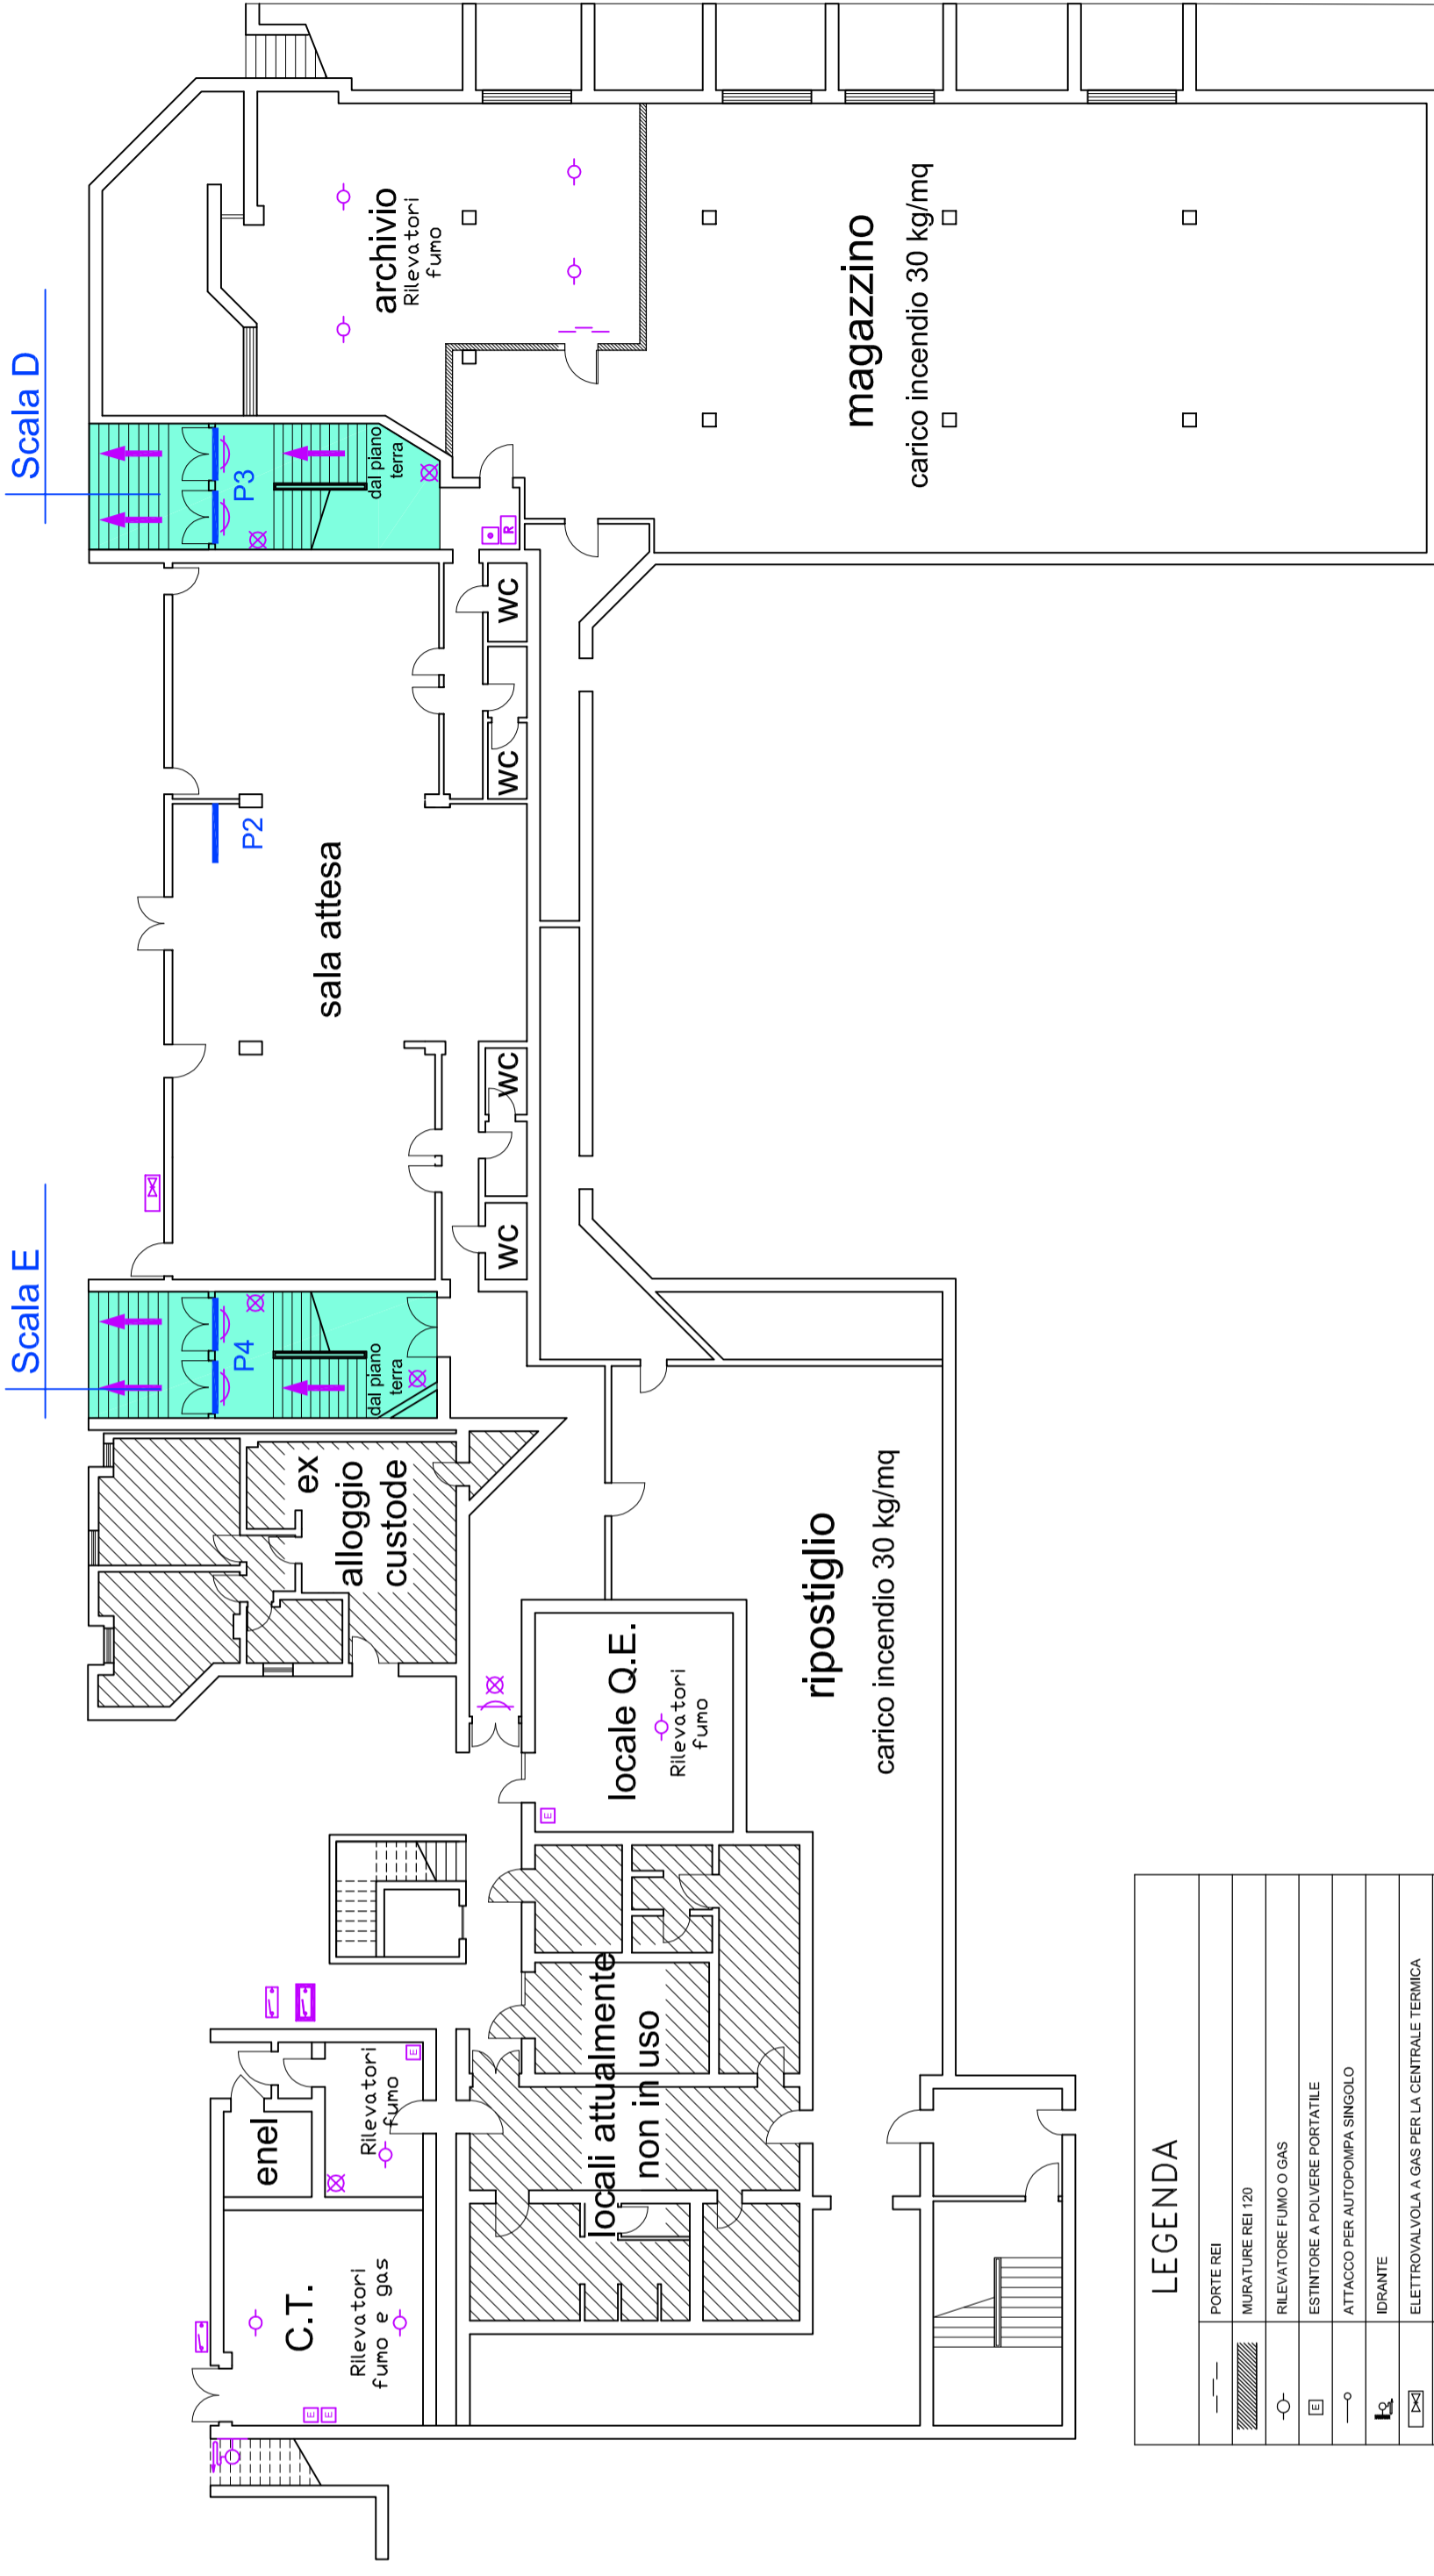 Scala E
Scala D
P4
P3
P2
dal piano
terra
dal piano
terra
archivio
Rilevatori
fumo
R
magazzino
carico incendio 30 kg/mq
sala attesa
wc
wc
wc
wc
ex
alloggio
custode
locale Q.E.
Rilevatori
fumo
E
ripostiglio
carico incendio 30 kg/mq
enel
Rilevatori
fumo
E
C.T.
Rilevatori
fumo e gas
E
E
locali attualmente
non in uso
LEGENDA
PORTE REI
MURATURE REI 120
RILEVATORE FUMO O GAS
E ESTINTORE A POLVERE PORTATILE
ATTACCO PER AUTOPOMPA SINGOLO
IDRANTE
ELETTROVALVOLA A GAS PER LA CENTRALE TERMICA